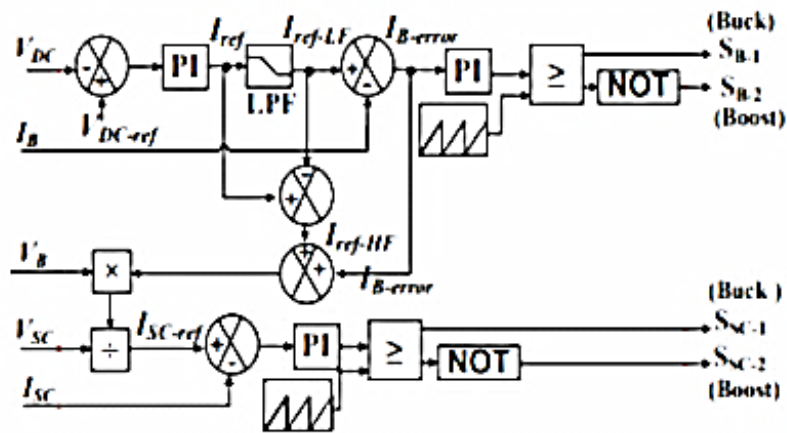 I_ref I_ref-LF I_B-error (Buck)
V_DC PI PI ≥ S_B-1
LPF NOT S_B-2
V_DC-ref (Boost)
I_B
I_ref-HF
V_B × I_B-error
(Buck )
V_SC ÷ I_SC-ref PI ≥ S_SC-1
NOT S_SC-2
I_SC (Boost)